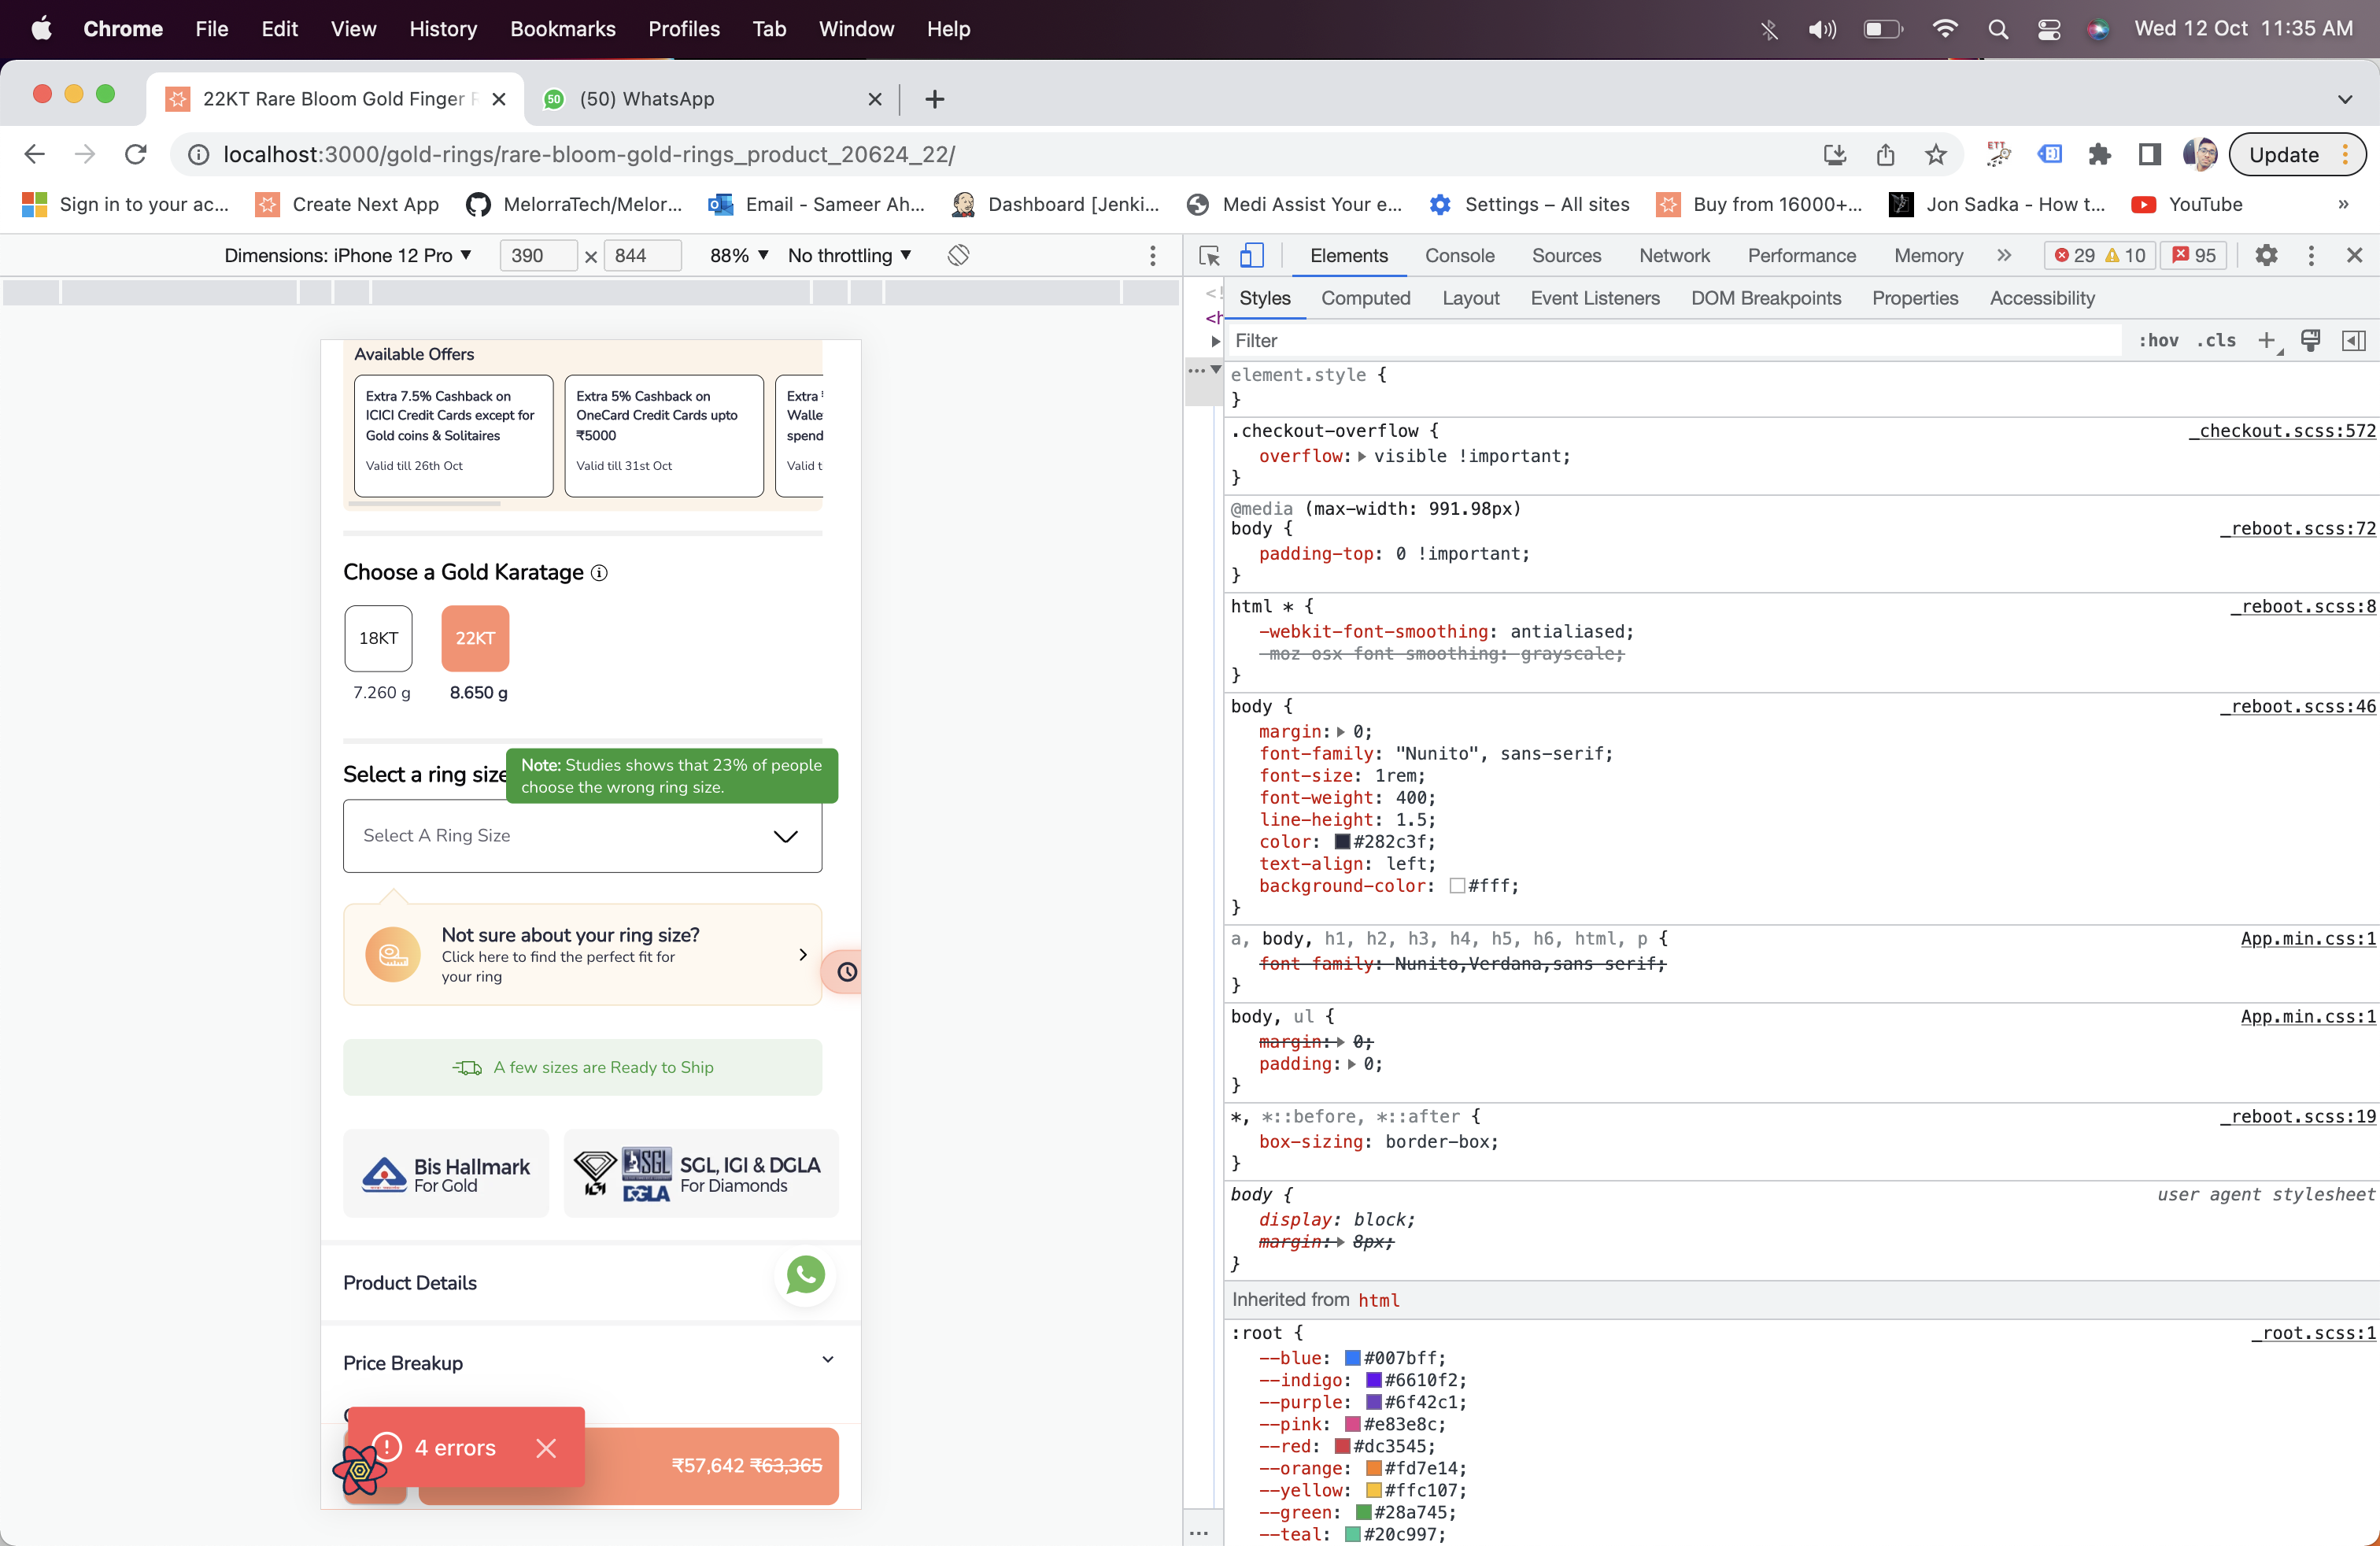 Chrome File Edit View History Bookmarks Profiles Tab Window Help
Wed 12 Oct 11:35 AM
22KT Rare Bloom Gold Finger
50 (50) WhatsApp
localhost:3000/gold-rings/rare-bloom-gold-rings_product_20624_22/
ETT
Update
Sign in to your ac...
Create Next App
MelorraTech/Melor...
Email - Sameer Ah...
Dashboard [Jenki...
Medi Assist Your e...
Settings – All sites
Buy from 16000+...
Jon Sadka - How t...
YouTube
»
Dimensions: iPhone 12 Pro ▼ 390 × 844 88% ▼ No throttling ▼
Available Offers
Extra 7.5% Cashback on
ICICI Credit Cards except for
Gold coins & Solitaires
Valid till 26th Oct
Extra 5% Cashback on
OneCard Credit Cards upto
₹5000
Valid till 31st Oct
Extra
Walle
spend
Valid t
Choose a Gold Karatage
18KT
22KT
7.260 g
8.650 g
Select a ring size
Note: Studies shows that 23% of people
choose the wrong ring size.
Select A Ring Size
Not sure about your ring size?
Click here to find the perfect fit for
your ring
A few sizes are Ready to Ship
Bis Hallmark
For Gold
IGI
SGL
DGLA
SGL, IGI & DGLA
For Diamonds
Product Details
Price Breakup
4 errors
₹57,642 ₹63,365
Elements Console Sources Network Performance Memory » 29 10 95
<!
<h
...
Styles Computed Layout Event Listeners DOM Breakpoints Properties Accessibility
Filter
:hov .cls +
element.style {
}
.checkout-overflow { _checkout.scss:572
overflow: visible !important;
}
@media (max-width: 991.98px)
body { _reboot.scss:72
padding-top: 0 !important;
}
html * { _reboot.scss:8
-webkit-font-smoothing: antialiased;
-moz-osx-font-smoothing: grayscale;
}
body { _reboot.scss:46
margin: 0;
font-family: "Nunito", sans-serif;
font-size: 1rem;
font-weight: 400;
line-height: 1.5;
color: #282c3f;
text-align: left;
background-color: #fff;
}
a, body, h1, h2, h3, h4, h5, h6, html, p { App.min.css:1
font-family: Nunito,Verdana,sans-serif;
}
body, ul { App.min.css:1
margin: 0;
padding: 0;
}
*, *::before, *::after { _reboot.scss:19
box-sizing: border-box;
}
body { user agent stylesheet
display: block;
margin: 8px;
}
Inherited from html
:root { _root.scss:1
--blue: #007bff;
--indigo: #6610f2;
--purple: #6f42c1;
--pink: #e83e8c;
--red: #dc3545;
--orange: #fd7e14;
--yellow: #ffc107;
--green: #28a745;
--teal: #20c997;
...